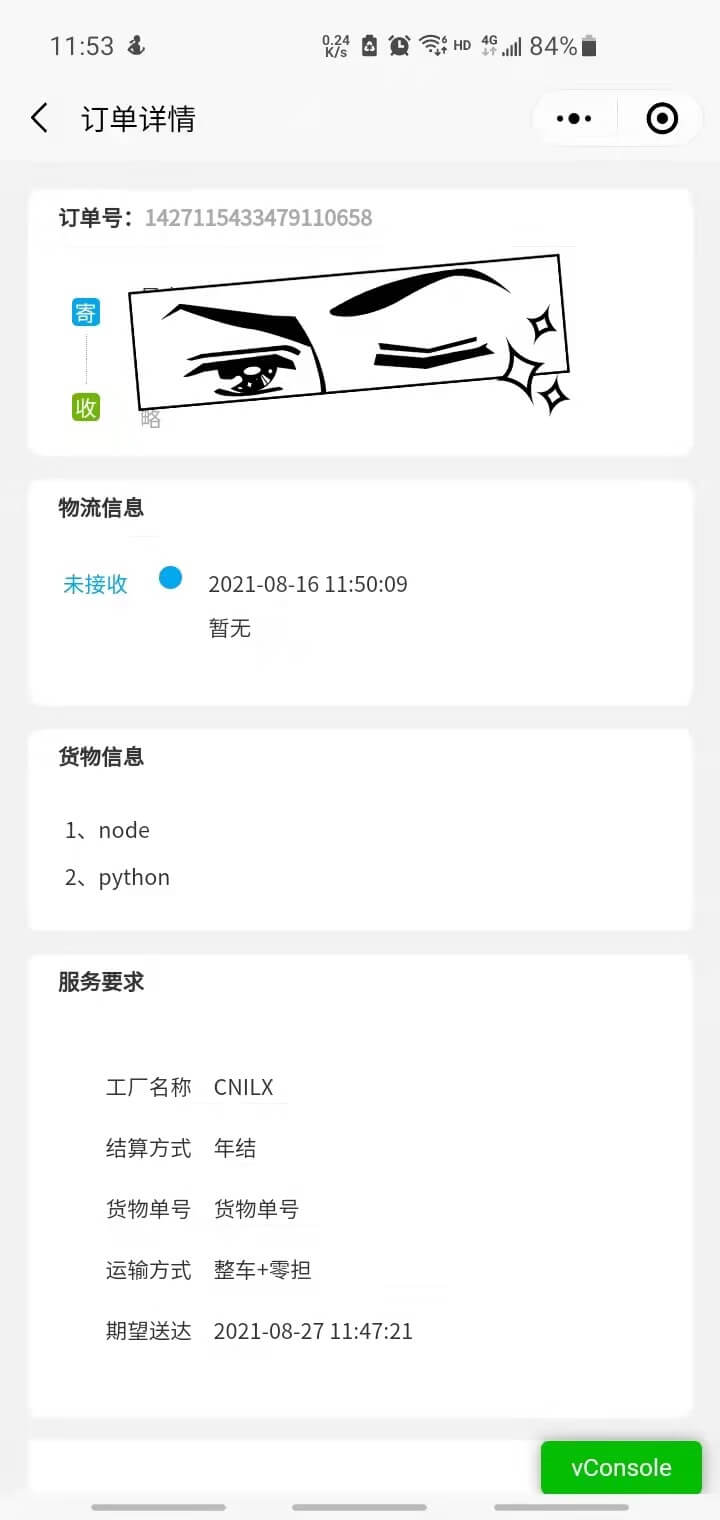 11:53 0.24 K/s 6 HD 4G 84%
订单详情
订单号：1427115433479110658
寄
收
略
物流信息
未接收 2021-08-16 11:50:09
暂无
货物信息
1、node
2、python
服务要求
工厂名称 CNILX
结算方式 年结
货物单号 货物单号
运输方式 整车+零担
期望送达 2021-08-27 11:47:21
vConsole